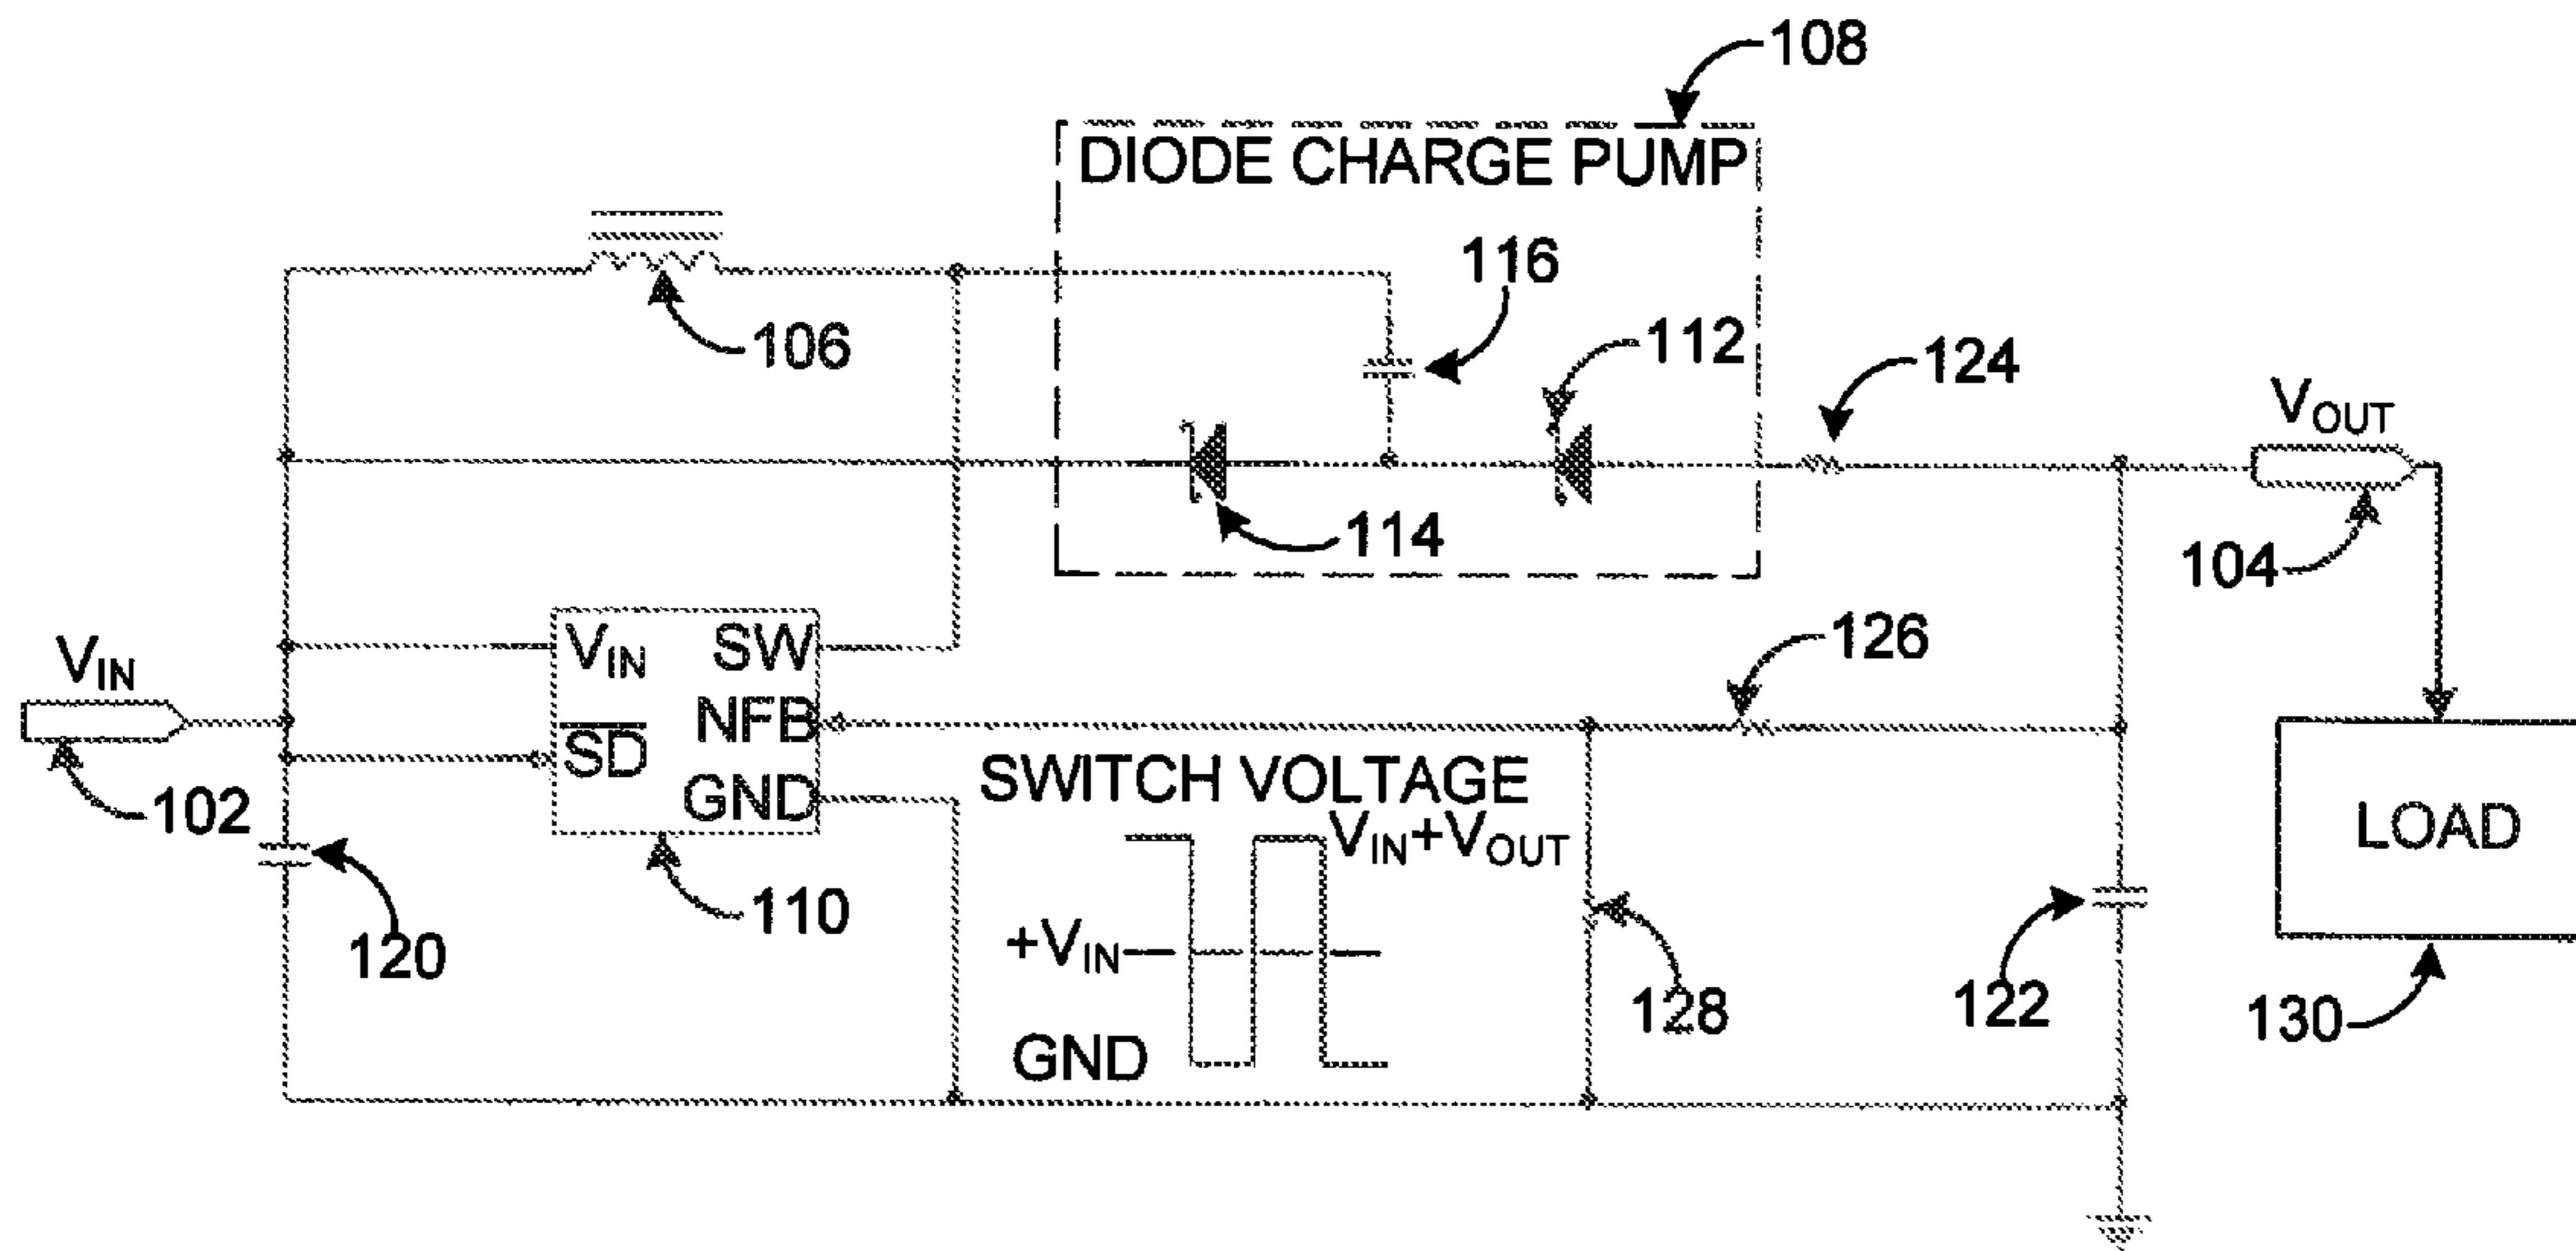 108
DIODE CHARGE PUMP
116
106
112
124
VOUT
114
104
VIN
VIN SW
126
NFB
SD
SWITCH VOLTAGE
102
GND
VIN+VOUT
LOAD
110
120
+VIN
128
122
130
GND